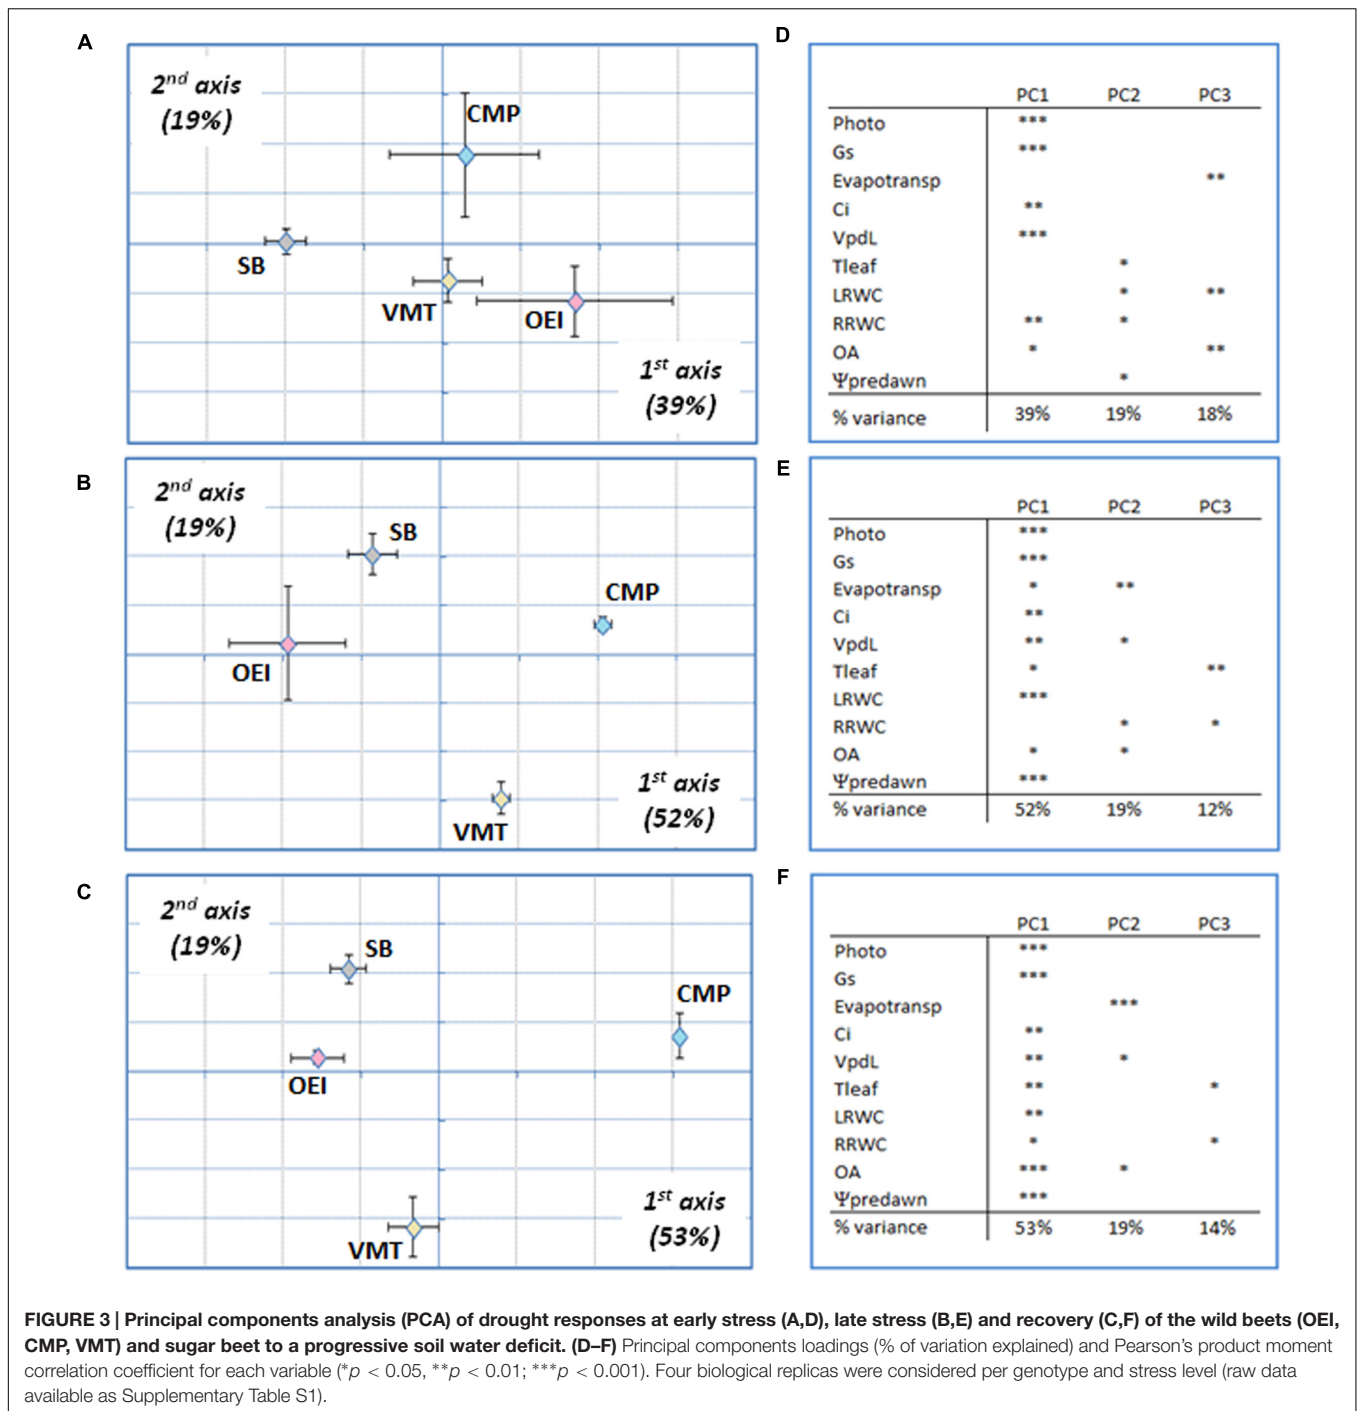 A
2nd axis
(19%)
CMP
SB
VMT
OEI
1st axis
(39%)
D
PC1 PC2 PC3
Photo ***
Gs ***
Evapotransp **
Ci **
VpdL ***
Tleaf *
LRWC * **
RRWC ** *
OA * **
Ψpredawn *
% variance 39% 19% 18%
B
2nd axis
(19%)
SB
CMP
OEI
1st axis
(52%)
VMT
E
PC1 PC2 PC3
Photo ***
Gs ***
Evapotransp * **
Ci **
VpdL ** *
Tleaf * **
LRWC ***
RRWC * *
OA * *
Ψpredawn ***
% variance 52% 19% 12%
C
2nd axis
(19%)
SB
CMP
OEI
1st axis
(53%)
VMT
F
PC1 PC2 PC3
Photo ***
Gs ***
Evapotransp ***
Ci **
VpdL ** *
Tleaf ** *
LRWC **
RRWC * *
OA *** *
Ψpredawn ***
% variance 53% 19% 14%
FIGURE 3 | Principal components analysis (PCA) of drought responses at early stress (A,D), late stress (B,E) and recovery (C,F) of the wild beets (OEI,
CMP, VMT) and sugar beet to a progressive soil water deficit. (D–F) Principal components loadings (% of variation explained) and Pearson's product moment
correlation coefficient for each variable (*p < 0.05, **p < 0.01; ***p < 0.001). Four biological replicas were considered per genotype and stress level (raw data
available as Supplementary Table S1).